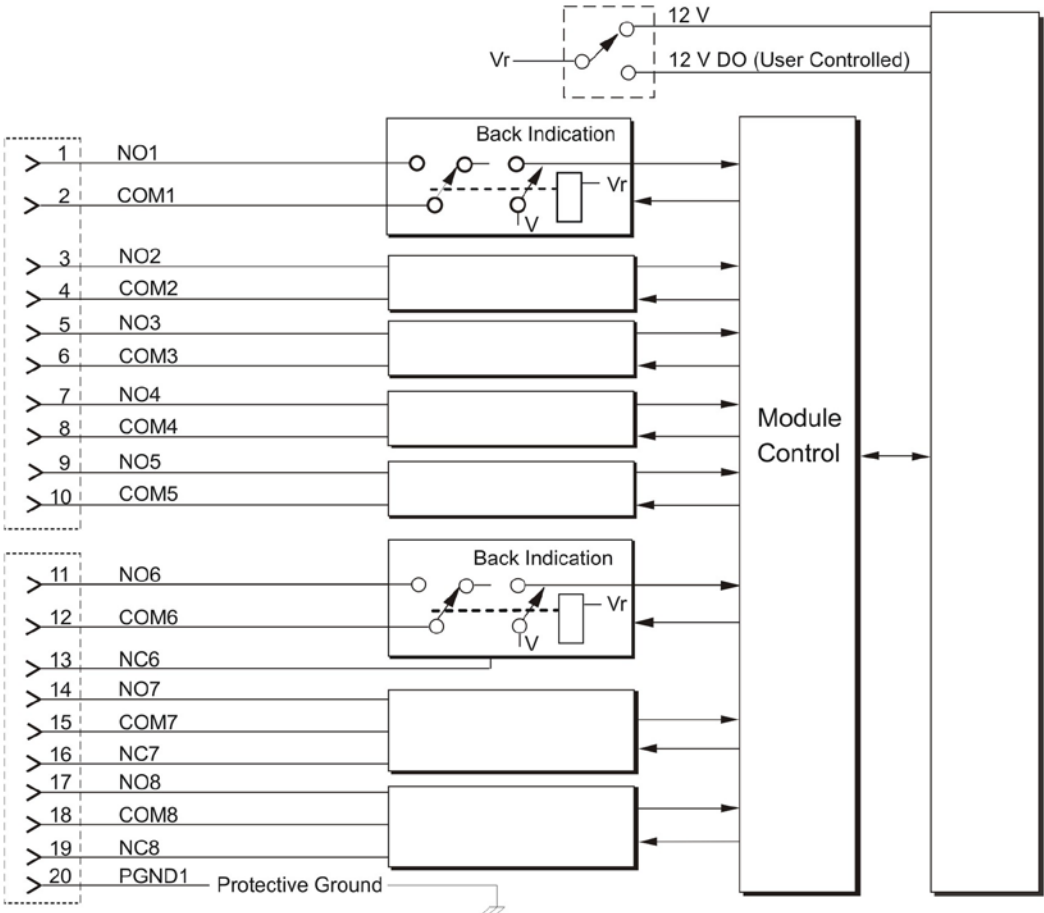 12 V
Vr
12 V DO (User Controlled)
Back Indication
1 NO1
Vr
2 COM1
V
3 NO2
4 COM2
5 NO3
6 COM3
7 NO4
8 COM4
Module
Control
9 NO5
10 COM5
Back Indication
11 NO6
Vr
12 COM6
V
13 NC6
14 NO7
15 COM7
16 NC7
17 NO8
18 COM8
19 NC8
20 PGND1 Protective Ground